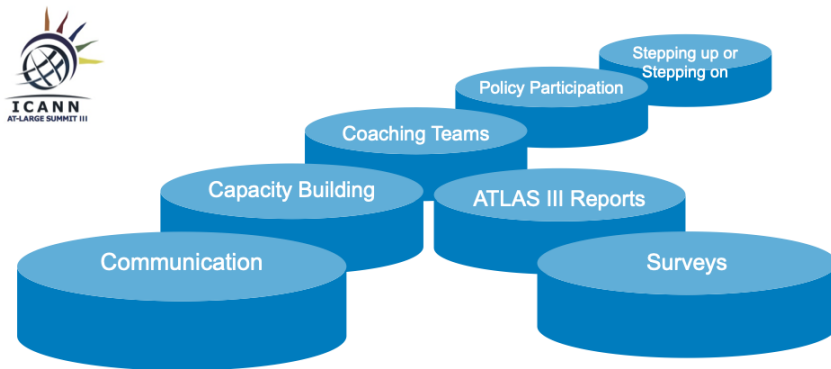 ICANN
AT-LARGE SUMMIT III
Stepping up or
Stepping on
Policy Participation
Coaching Teams
Capacity Building
ATLAS III Reports
Communication
Surveys